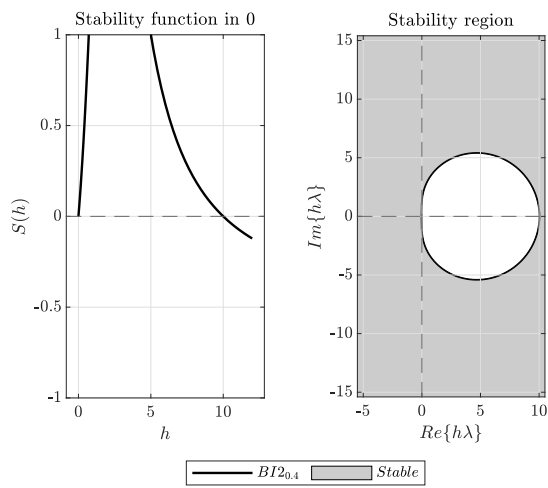 Stability function in 0
1
0.5
0
-0.5
-1
S(h)
0 5 10
h
Stability region
15
10
5
0
-5
-10
-15
Im{hλ}
-5 0 5 10
Re{hλ}
BI2₀.₄ Stable